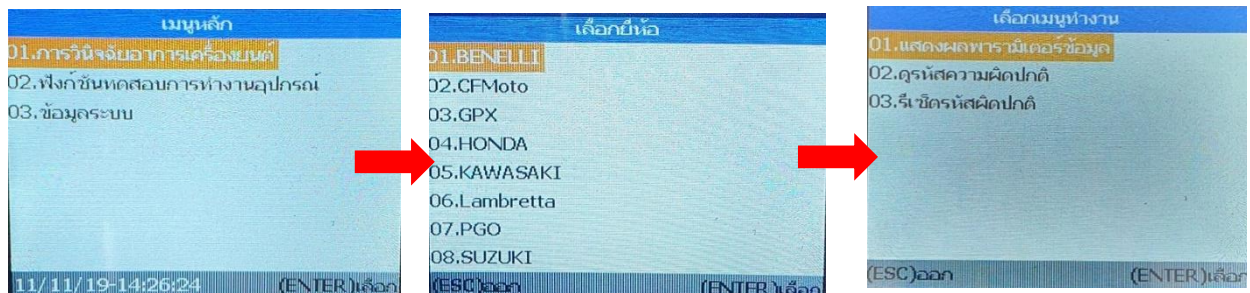 เมนูหลัก
01.การวินิจฉัยอาการเครื่องยนต์
02.ฟังก์ชันทดสอบการทำงานอุปกรณ์
03.ข้อมูลระบบ
11/11/19-14:26:24 (ENTER)เลือก
เลือกยี่ห้อ
01.BENELLI
02.CFMoto
03.GPX
04.HONDA
05.KAWASAKI
06.Lambretta
07.PGO
08.SUZUKI
(ESC)ออก (ENTER)เลือก
เลือกเมนูทำงาน
01.แสดงผลพารามิเตอร์ข้อมูล
02.ดูรหัสความผิดปกติ
03.รีเซ็ตรหัสผิดปกติ
(ESC)ออก (ENTER)เลือก